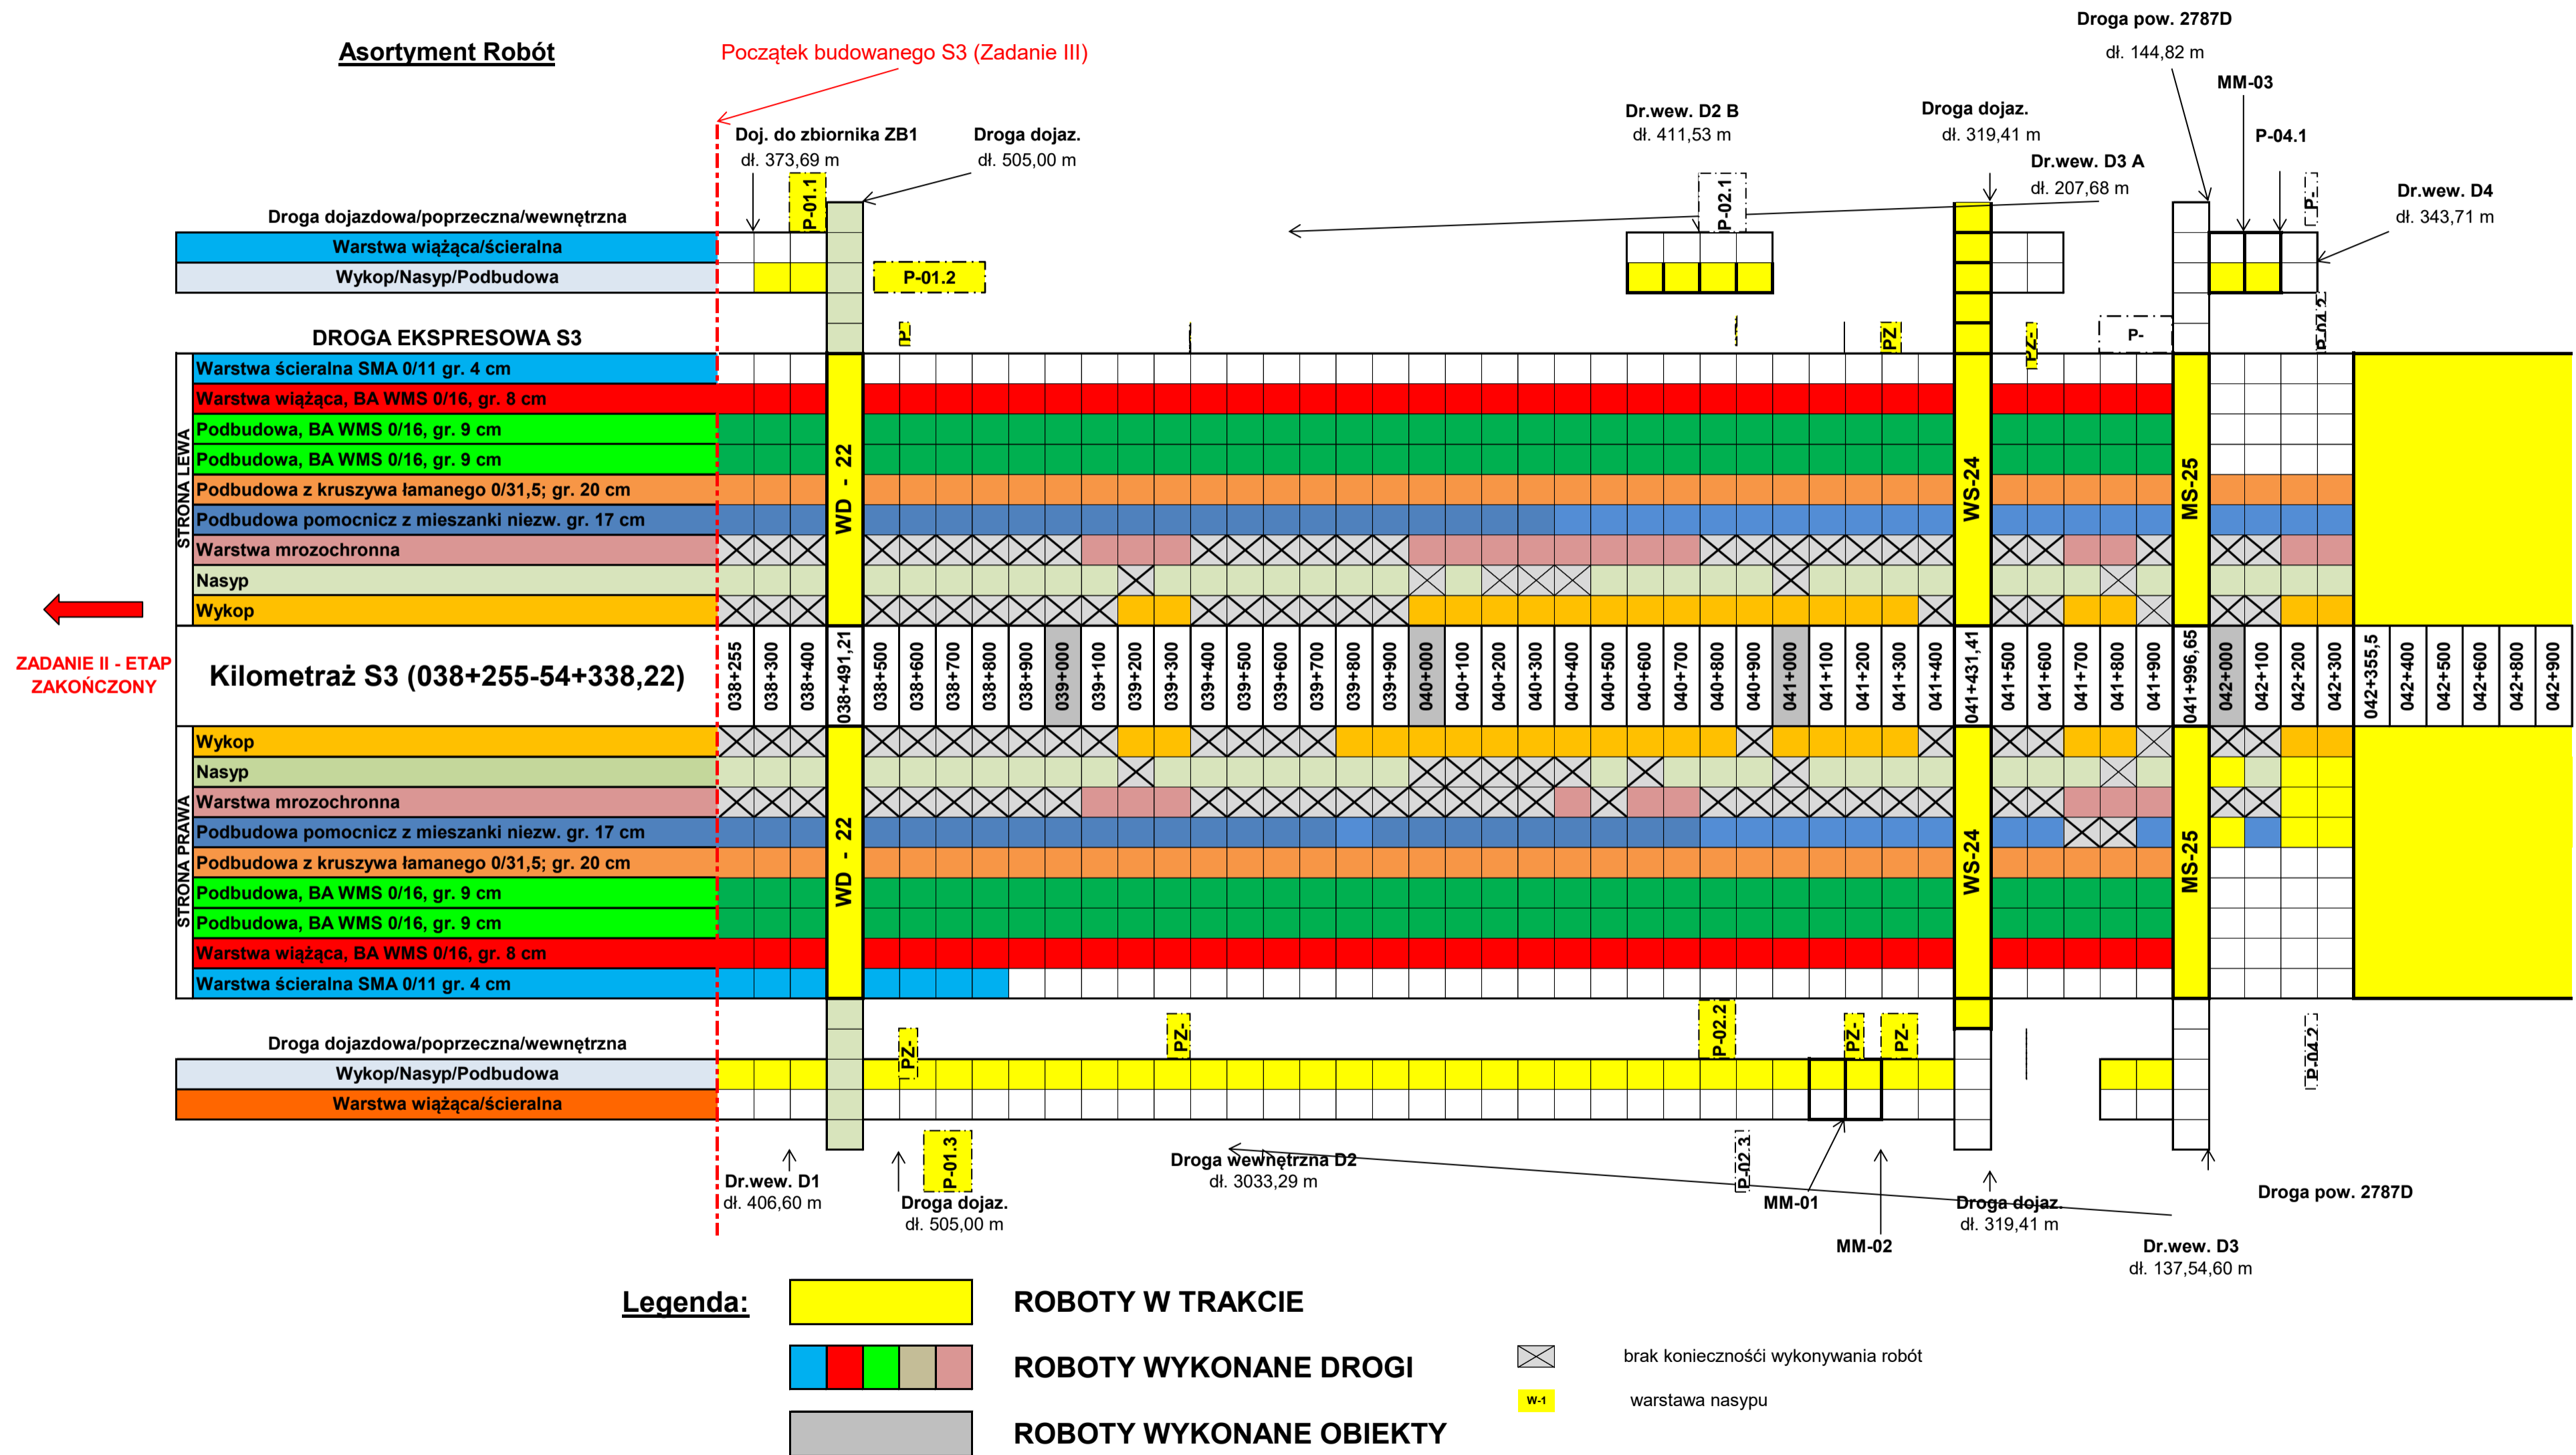 Droga pow. 2787D
dł. 144,82 m
Asortyment Robót
Początek budowanego S3 (Zadanie III)
MM-03
Dr.wew. D2 B
dł. 411,53 m
Droga dojaz.
dł. 319,41 m
Doj. do zbiornika ZB1
dł. 373,69 m
Droga dojaz.
dł. 505,00 m
P-04.1
Dr.wew. D3 A
dł. 207,68 m
Dr.wew. D4
dł. 343,71 m
P-01.1
P-02.1
P-
Droga dojazdowa/poprzeczna/wewnętrzna
Warstwa wiążąca/ścieralna
Wykop/Nasyp/Podbudowa
P-01.2
P-04.2
DROGA EKSPRESOWA S3
P
PZ
PZ-
P-
STRONA LEWA
Warstwa ścieralna SMA 0/11 gr. 4 cm
Warstwa wiążąca, BA WMS 0/16, gr. 8 cm
Podbudowa, BA WMS 0/16, gr. 9 cm
Podbudowa, BA WMS 0/16, gr. 9 cm
Podbudowa z kruszywa łamanego 0/31,5; gr. 20 cm
Podbudowa pomocnicz z mieszanki niezw. gr. 17 cm
Warstwa mrozochronna
Nasyp
Wykop
WD - 22
WS-24
MS-25
ZADANIE II - ETAP
ZAKOŃCZONY
Kilometraż S3 (038+255-54+338,22)
038+255
038+300
038+400
038+491,21
038+500
038+600
038+700
038+800
038+900
039+000
039+100
039+200
039+300
039+400
039+500
039+600
039+700
039+800
039+900
040+000
040+100
040+200
040+300
040+400
040+500
040+600
040+700
040+800
040+900
041+000
041+100
041+200
041+300
041+400
041+431,41
041+500
041+600
041+700
041+800
041+900
041+996,65
042+000
042+100
042+200
042+300
042+355,5
042+400
042+500
042+600
042+800
042+900
STRONA PRAWA
Wykop
Nasyp
Warstwa mrozochronna
Podbudowa pomocnicz z mieszanki niezw. gr. 17 cm
Podbudowa z kruszywa łamanego 0/31,5; gr. 20 cm
Podbudowa, BA WMS 0/16, gr. 9 cm
Podbudowa, BA WMS 0/16, gr. 9 cm
Warstwa wiążąca, BA WMS 0/16, gr. 8 cm
Warstwa ścieralna SMA 0/11 gr. 4 cm
WD - 22
WS-24
MS-25
Droga dojazdowa/poprzeczna/wewnętrzna
Wykop/Nasyp/Podbudowa
Warstwa wiążąca/ścieralna
PZ-
PZ-
P-02.2
PZ-
PZ-
P-04.2
P-01.3
P-02.3
Dr.wew. D1
dł. 406,60 m
Droga dojaz.
dł. 505,00 m
Droga wewnętrzna D2
dł. 3033,29 m
MM-01
MM-02
Droga dojaz.
dł. 319,41 m
Droga pow. 2787D
Dr.wew. D3
dł. 137,54,60 m
Legenda:
ROBOTY W TRAKCIE
ROBOTY WYKONANE DROGI
ROBOTY WYKONANE OBIEKTY
brak koniecznośći wykonywania robót
W-1
warstawa nasypu